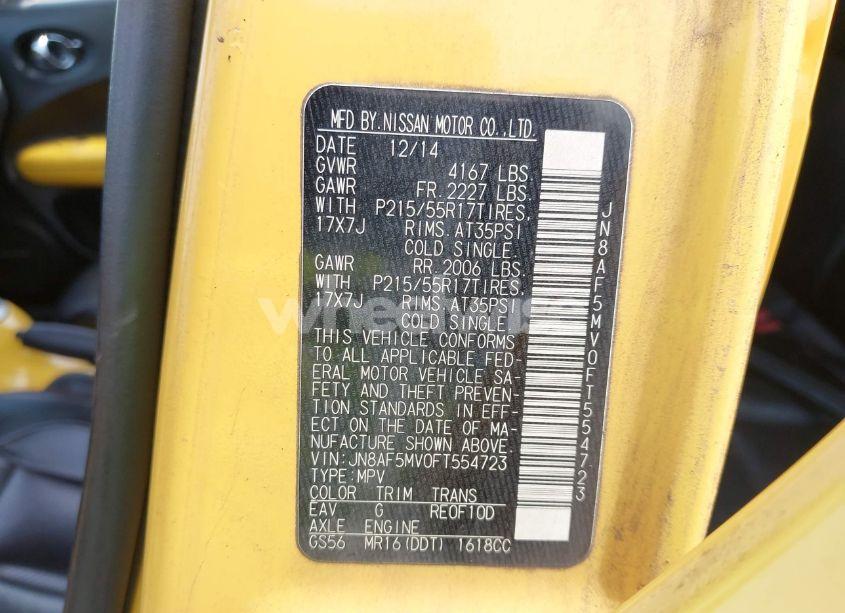 MFD BY.NISSAN MOTOR CO.,LTD.
DATE 12/14
GVWR 4167 LBS.
GAWR FR. 2227 LBS.
WITH P215/55R17TIRES.
17X7J RIMS. AT35PSI
COLD SINGLE.
GAWR RR. 2006 LBS.
WITH P215/55R17TIRES.
17X7J RIMS. AT35PSI
COLD SINGLE.
THIS VEHICLE CONFORMS
TO ALL APPLICABLE FED-
ERAL MOTOR VEHICLE SA-
FETY AND THEFT PREVEN-
TION STANDARDS IN EFF-
ECT ON THE DATE OF MA-
NUFACTURE SHOWN ABOVE.
VIN:JN8AF5MV0FT554723
TYPE:MPV
COLOR TRIM TRANS
EAV G RE0F10D
AXLE ENGINE
GS56 MR16(DDT) 1618CC
JN8AF5MV0FT554723